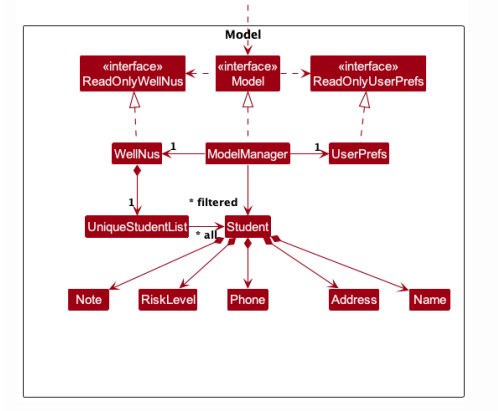 Model
«interface»
ReadOnlyWellNus
«interface»
Model
«interface»
ReadOnlyUserPrefs
WellNus
1
ModelManager
1
UserPrefs
1
* filtered
UniqueStudentList
* all
Student
Note
RiskLevel
Phone
Address
Name